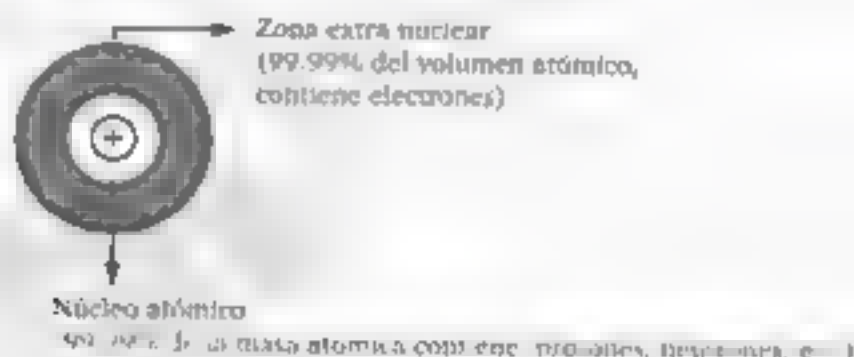 Zona extra nuclear
(99.99% del volumen atómico,
contiene electrones)
+
Núcleo atómico
masa atómica